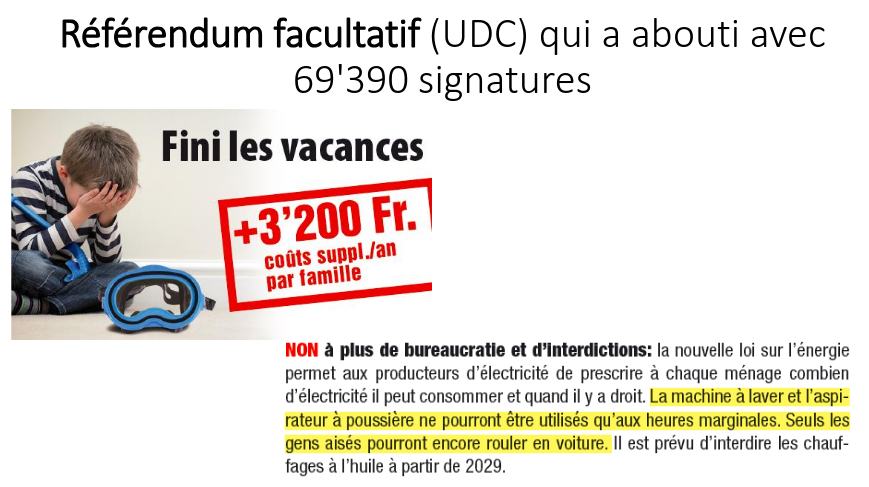 Référendum facultatif (UDC) qui a abouti avec
69'390 signatures
Fini les vacances
+3'200 Fr.
coûts suppl./an
par famille
NON à plus de bureaucratie et d'interdictions: la nouvelle loi sur l'énergie
permet aux producteurs d'électricité de prescrire à chaque ménage combien
d'électricité il peut consommer et quand il y a droit. La machine à laver et l'aspi-
rateur à poussière ne pourront être utilisés qu'aux heures marginales. Seuls les
gens aisés pourront encore rouler en voiture. Il est prévu d'interdire les chauf-
fages à l'huile à partir de 2029.